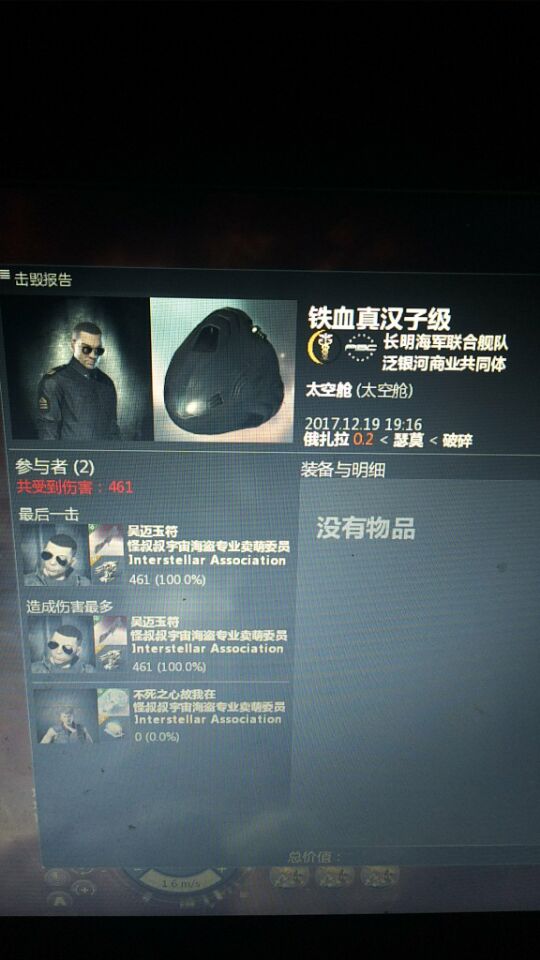 击毁报告
铁血真汉子级
长明海军联合舰队
泛银河商业共同体
太空舱 (太空舱)
2017.12.19 19:16
俄扎拉 0.2 < 瑟莫 < 破碎
参与者 (2)
共受到伤害：461
装备与明细
没有物品
最后一击
吴迈玉符
怪叔叔宇宙海盗专业卖萌委员
Interstellar Association
461 (100.0%)
造成伤害最多
吴迈玉符
怪叔叔宇宙海盗专业卖萌委员
Interstellar Association
461 (100.0%)
不死之心故我在
怪叔叔宇宙海盗专业卖萌委员
Interstellar Association
0 (0.0%)
总价值：
1.6 m/s